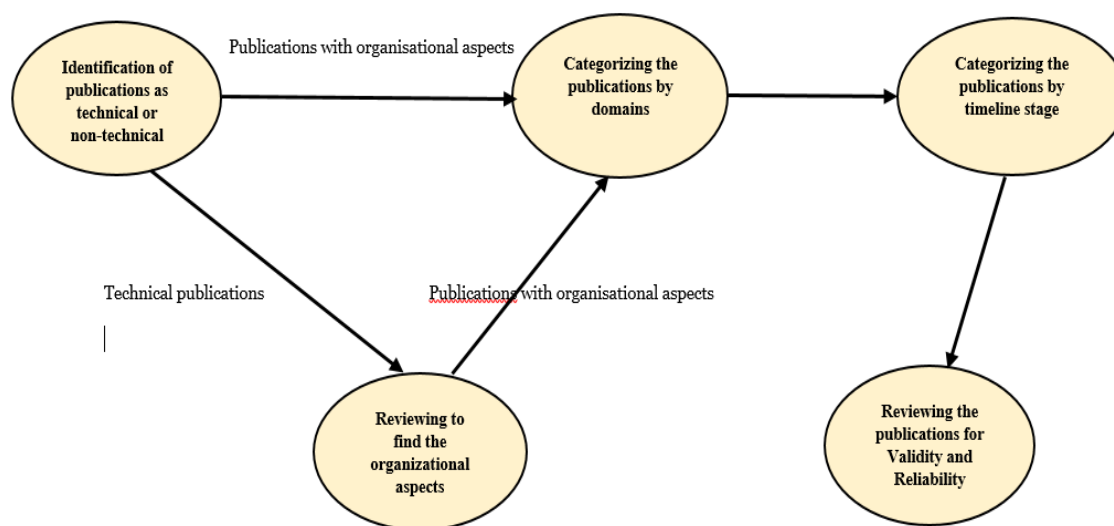 Publications with organisational aspects
Identification of
publications as
technical or
non-technical
Categorizing the
publications by
domains
Categorizing the
publications by
timeline stage
Technical publications
Publications with organisational aspects
Reviewing to
find the
organizational
aspects
Reviewing the
publications for
Validity and
Reliability